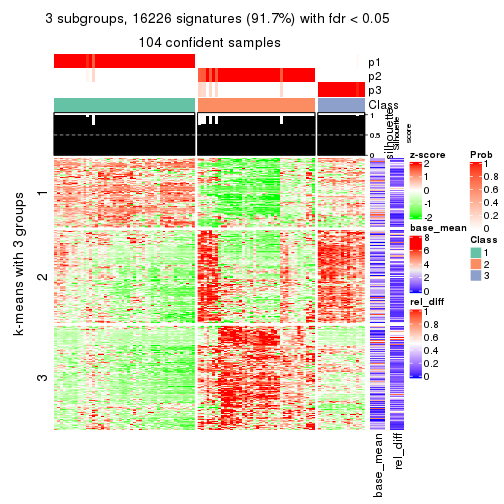 3 subgroups, 16226 signatures (91.7%) with fdr < 0.05
104 confident samples
p1
p2
p3
Class
1
0.5
0
silhouette
Silhouette
score
k-means with 3 groups
1
2
3
base_mean
rel_diff
z-score
2
1
0
-1
-2
base_mean
8
6
4
2
0
rel_diff
1
0.8
0.6
0.4
0.2
0
Prob
1
0.8
0.6
0.4
0.2
0
Class
1
2
3